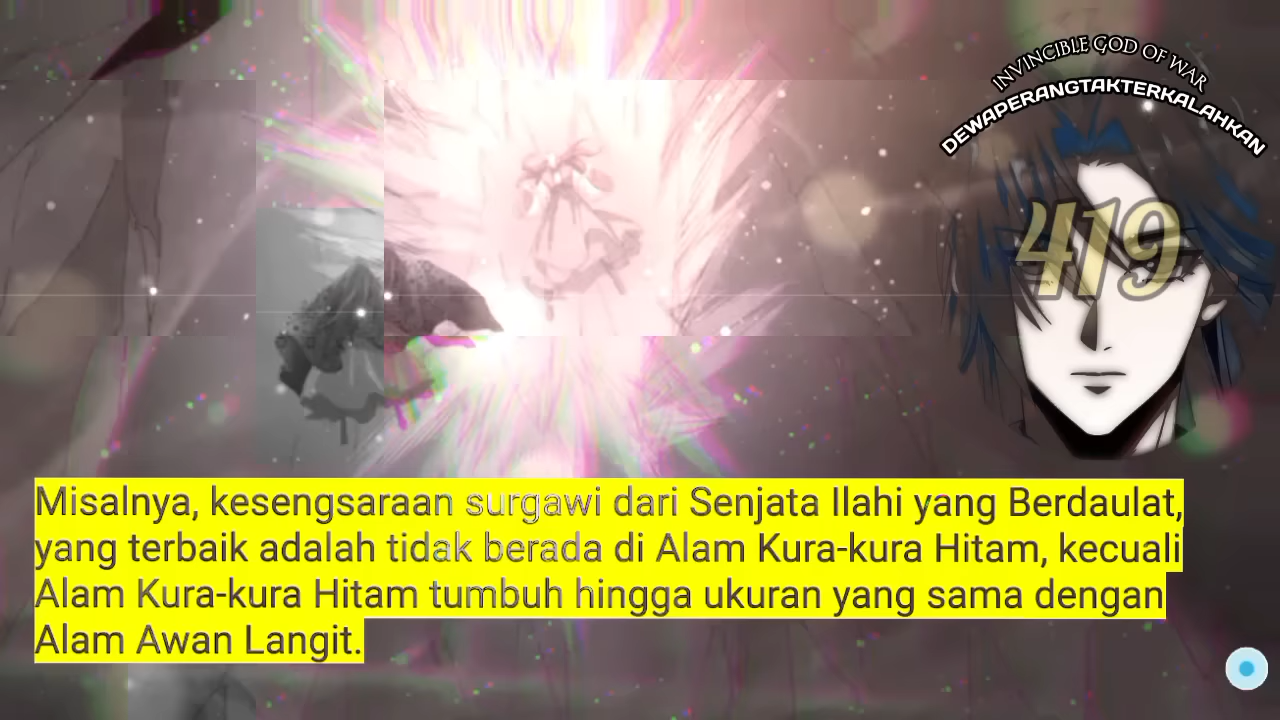 INVINCIBLE GOD OF WAR
DEWAPERANGTAKTERKALAHKAN
419
Misalnya, kesengsaraan surgawi dari Senjata Ilahi yang Berdaulat,
yang terbaik adalah tidak berada di Alam Kura-kura Hitam, kecuali
Alam Kura-kura Hitam tumbuh hingga ukuran yang sama dengan
Alam Awan Langit.